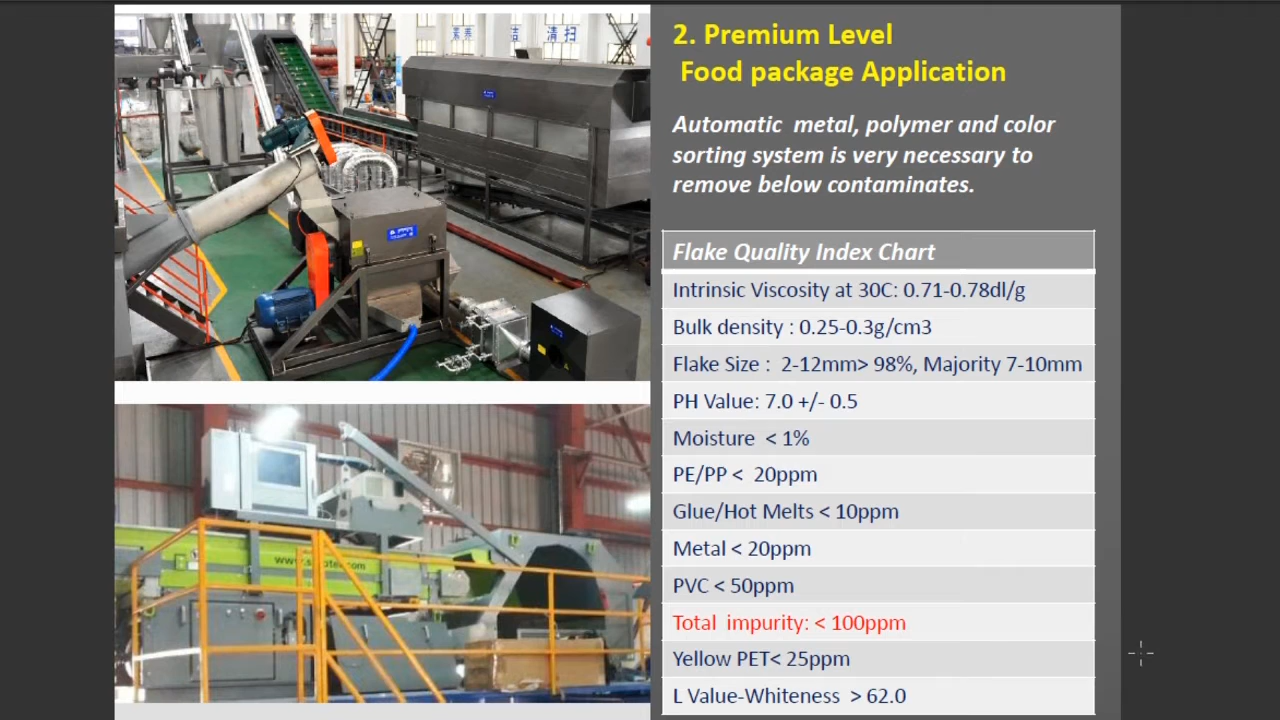 清 扫
2. Premium Level
Food package Application
Automatic metal, polymer and color
sorting system is very necessary to
remove below contaminates.
Flake Quality Index Chart
Intrinsic Viscosity at 30C: 0.71-0.78dl/g
Bulk density : 0.25-0.3g/cm3
Flake Size : 2-12mm> 98%, Majority 7-10mm
PH Value: 7.0 +/- 0.5
Moisture < 1%
PE/PP < 20ppm
Glue/Hot Melts < 10ppm
Metal < 20ppm
PVC < 50ppm
Total impurity: < 100ppm
Yellow PET< 25ppm
L Value-Whiteness > 62.0